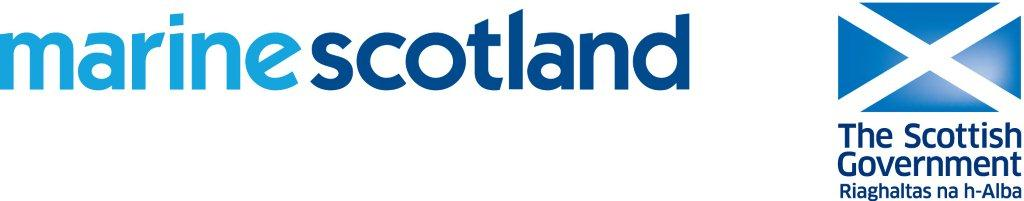 marinescotland
The Scottish
Government
Riaghaltas na h-Alba